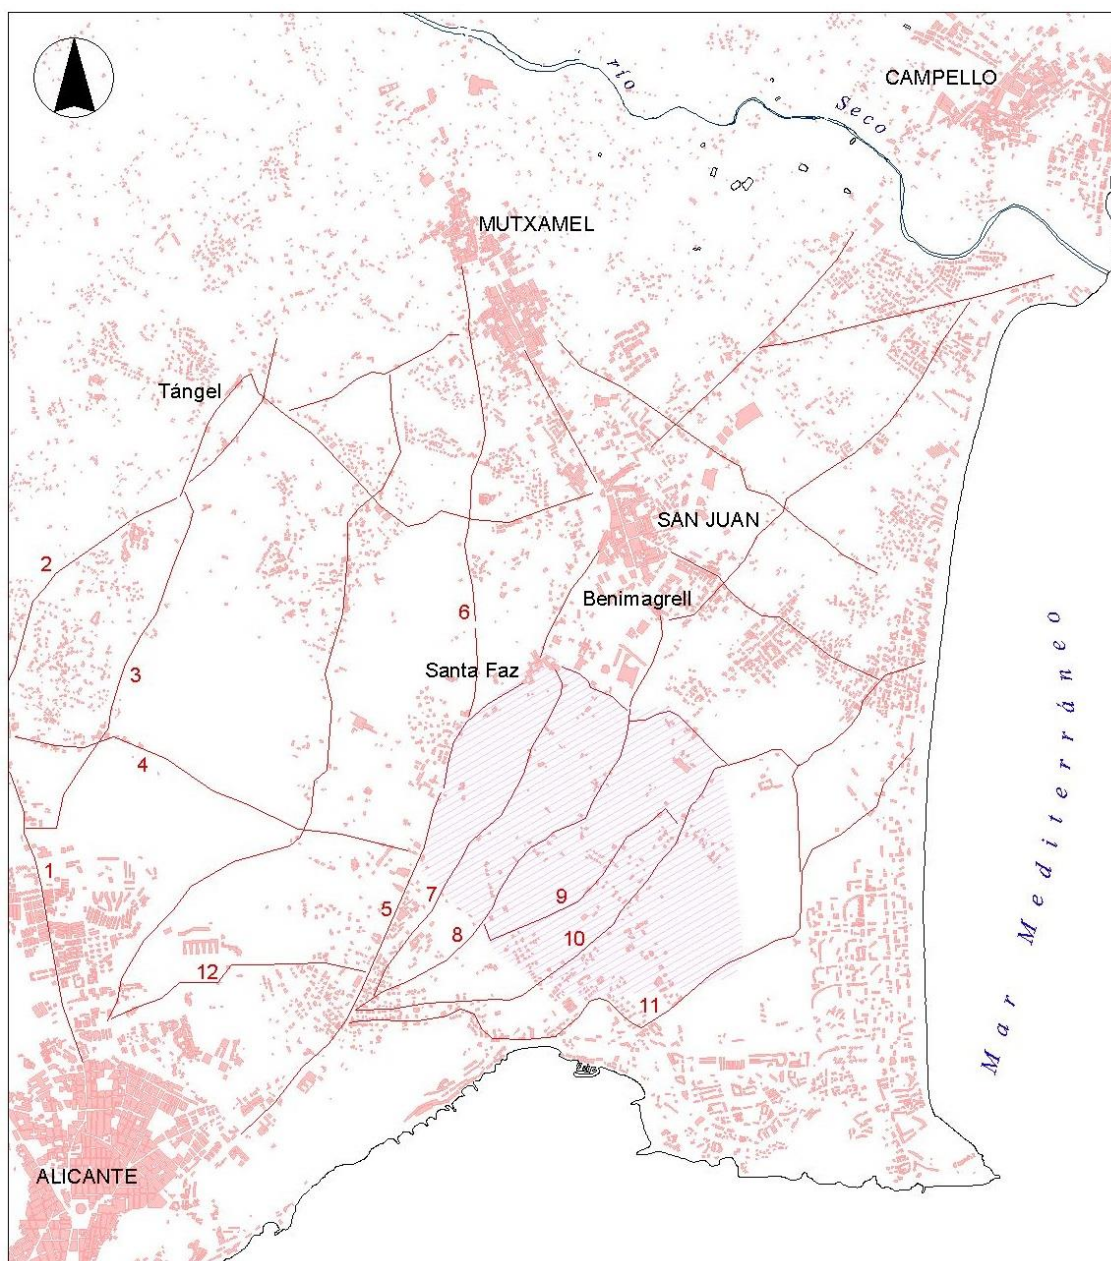 CAMPELLO
río
Seco
MUTXAMEL
Tángel
SAN JUAN
2
Benimagrell
6
Santa Faz
3
4
Mar Mediterráneo
1
7
9
5
8
10
12
11
ALICANTE